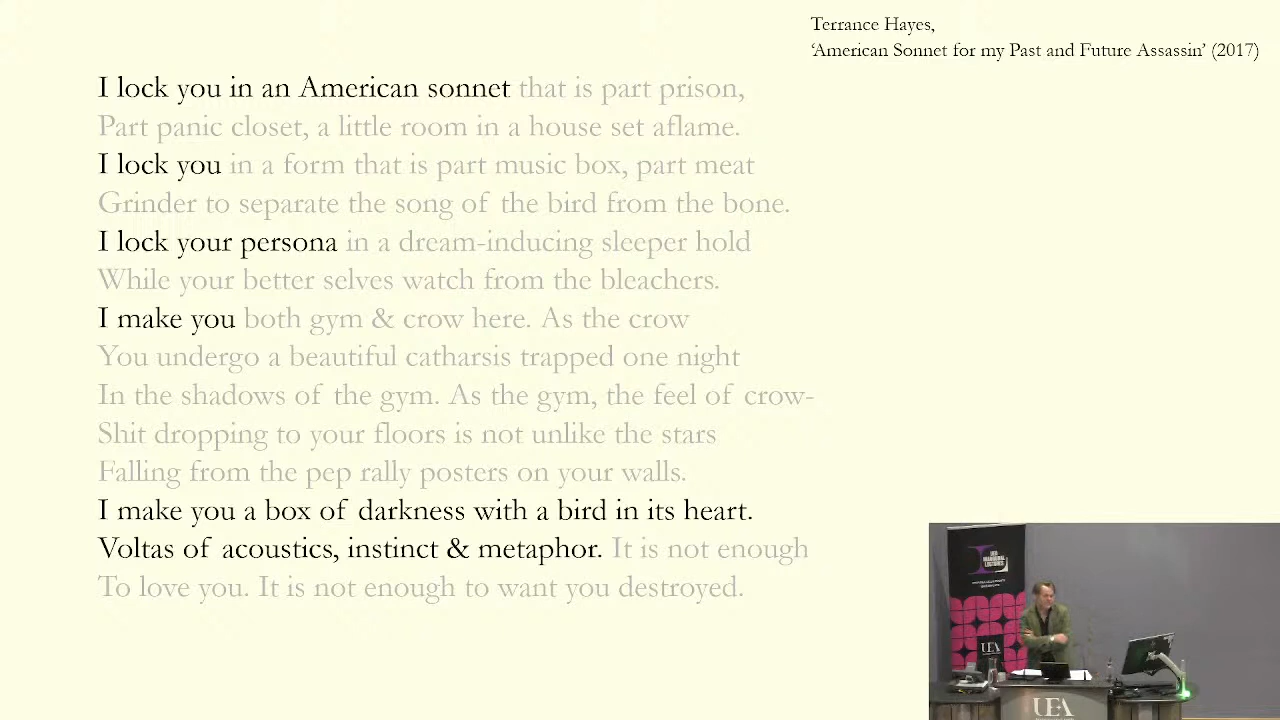 Terrance Hayes,
‘American Sonnet for my Past and Future Assassin’ (2017)
I lock you in an American sonnet that is part prison,
Part panic closet, a little room in a house set aflame.
I lock you in a form that is part music box, part meat
Grinder to separate the song of the bird from the bone.
I lock your persona in a dream-inducing sleeper hold
While your better selves watch from the bleachers.
I make you both gym & crow here. As the crow
You undergo a beautiful catharsis trapped one night
In the shadows of the gym. As the gym, the feel of crow-
Shit dropping to your floors is not unlike the stars
Falling from the pep rally posters on your walls.
I make you a box of darkness with a bird in its heart.
Voltas of acoustics, instinct & metaphor. It is not enough
To love you. It is not enough to want you destroyed.
UEA
INAUGURAL
LECTURES
UEA
UEA